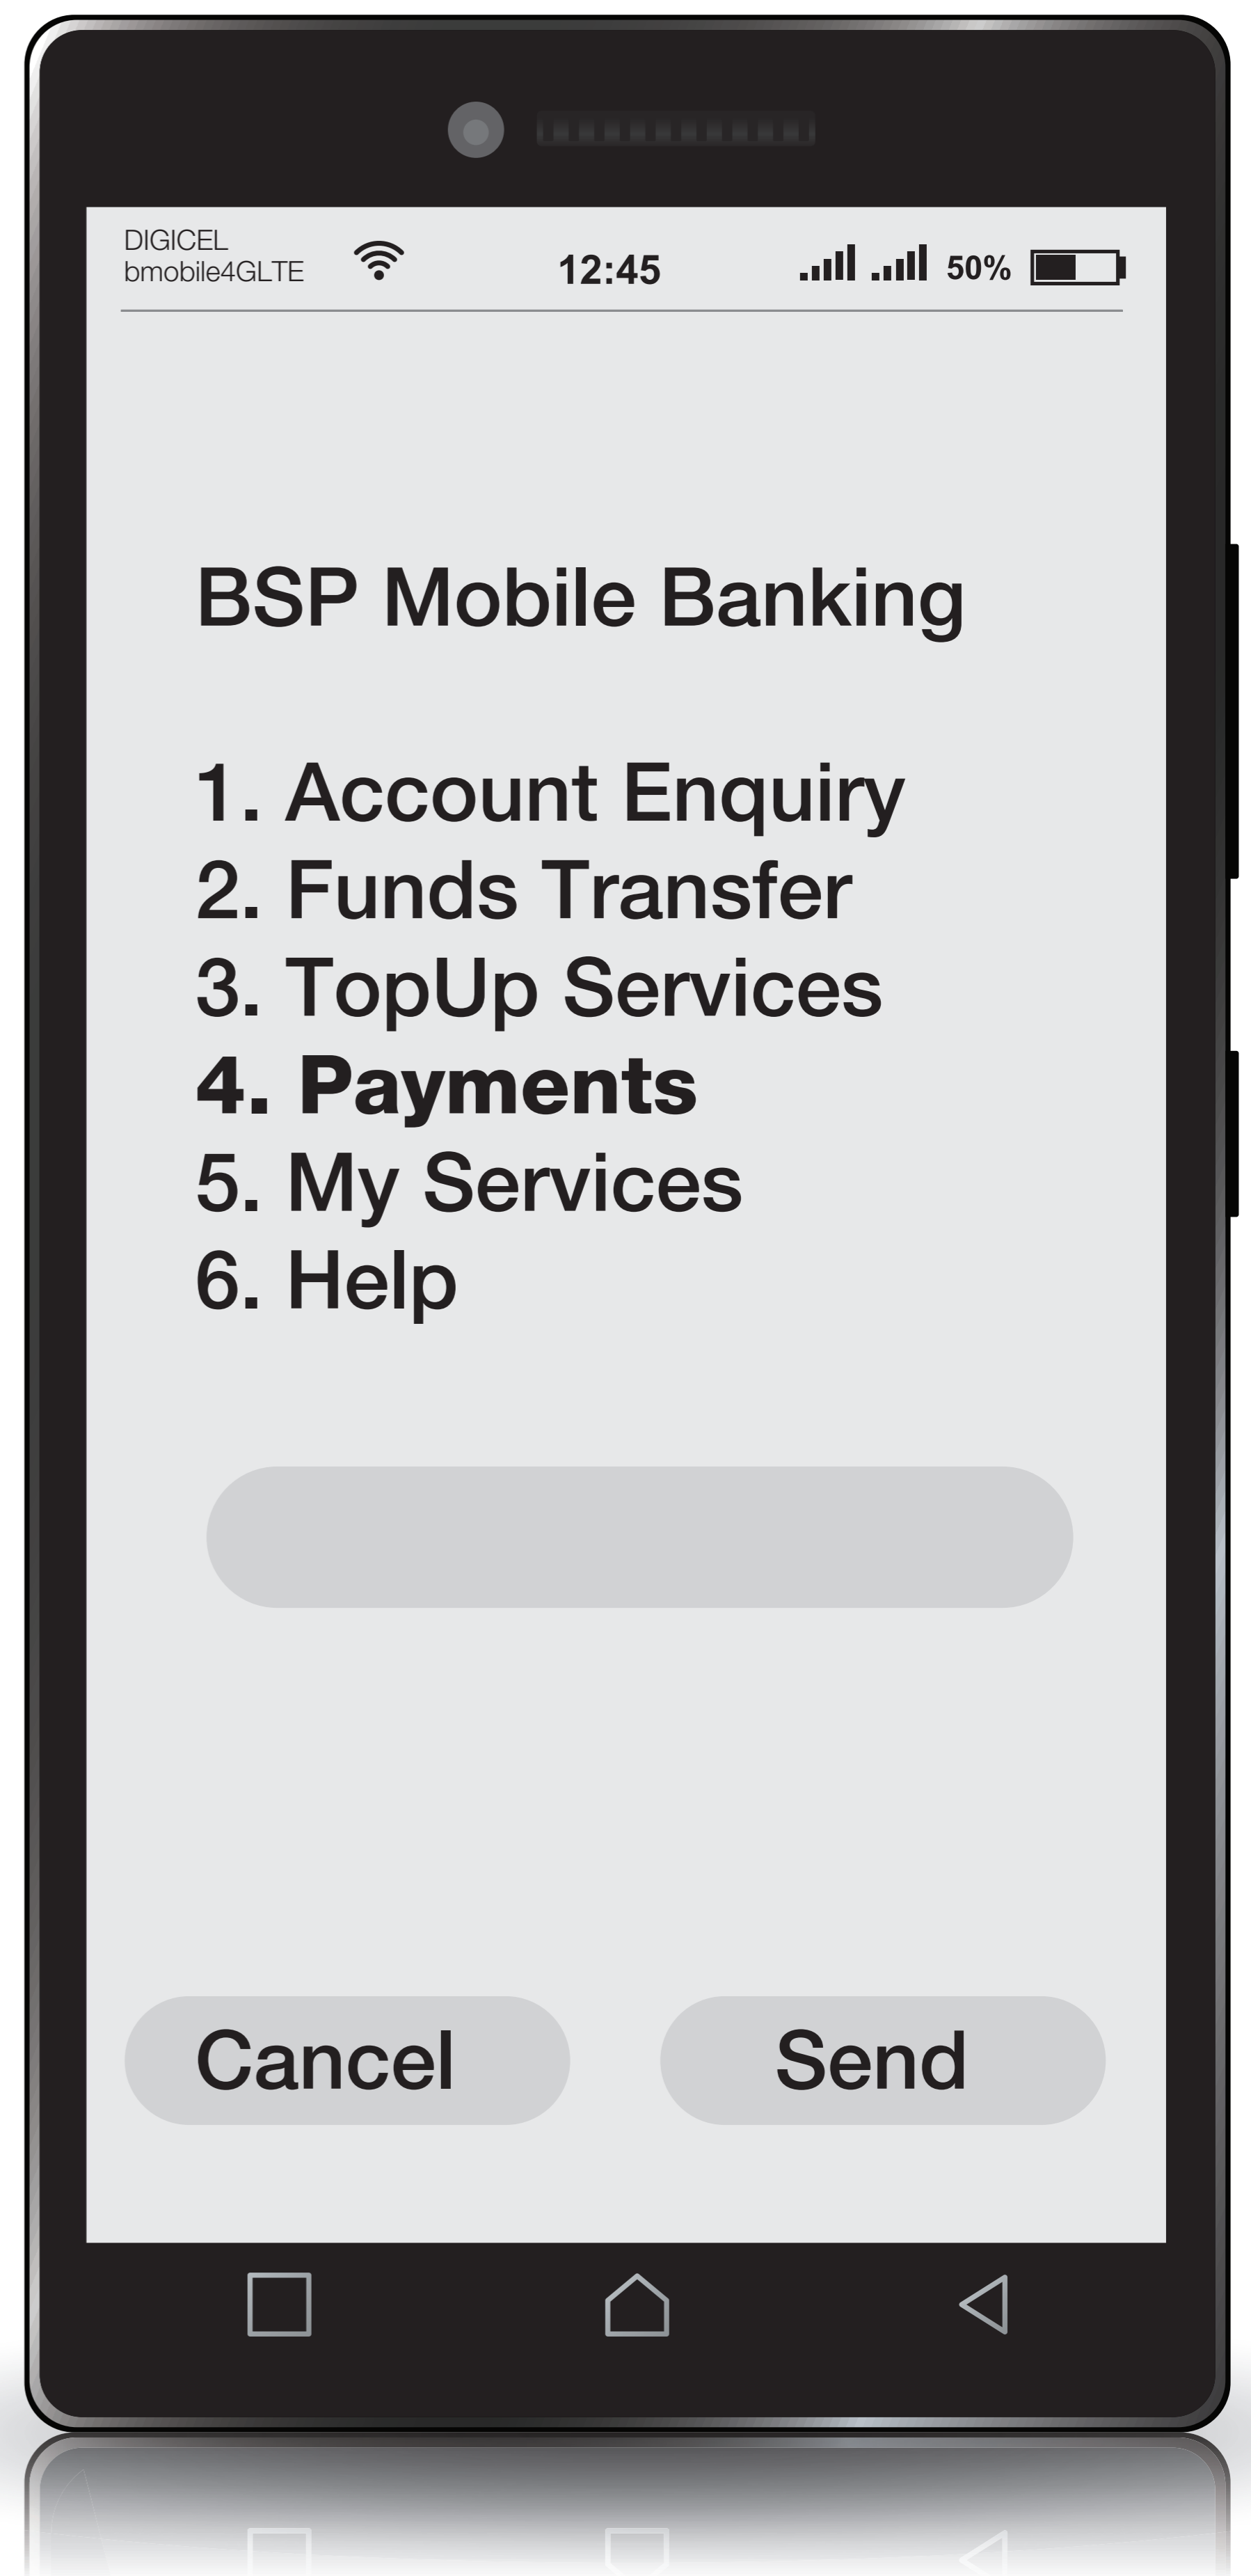 DIGICEL
bmobile4GLTE
12:45
50%
BSP Mobile Banking
1. Account Enquiry
2. Funds Transfer
3. TopUp Services
4. Payments
5. My Services
6. Help
Cancel
Send